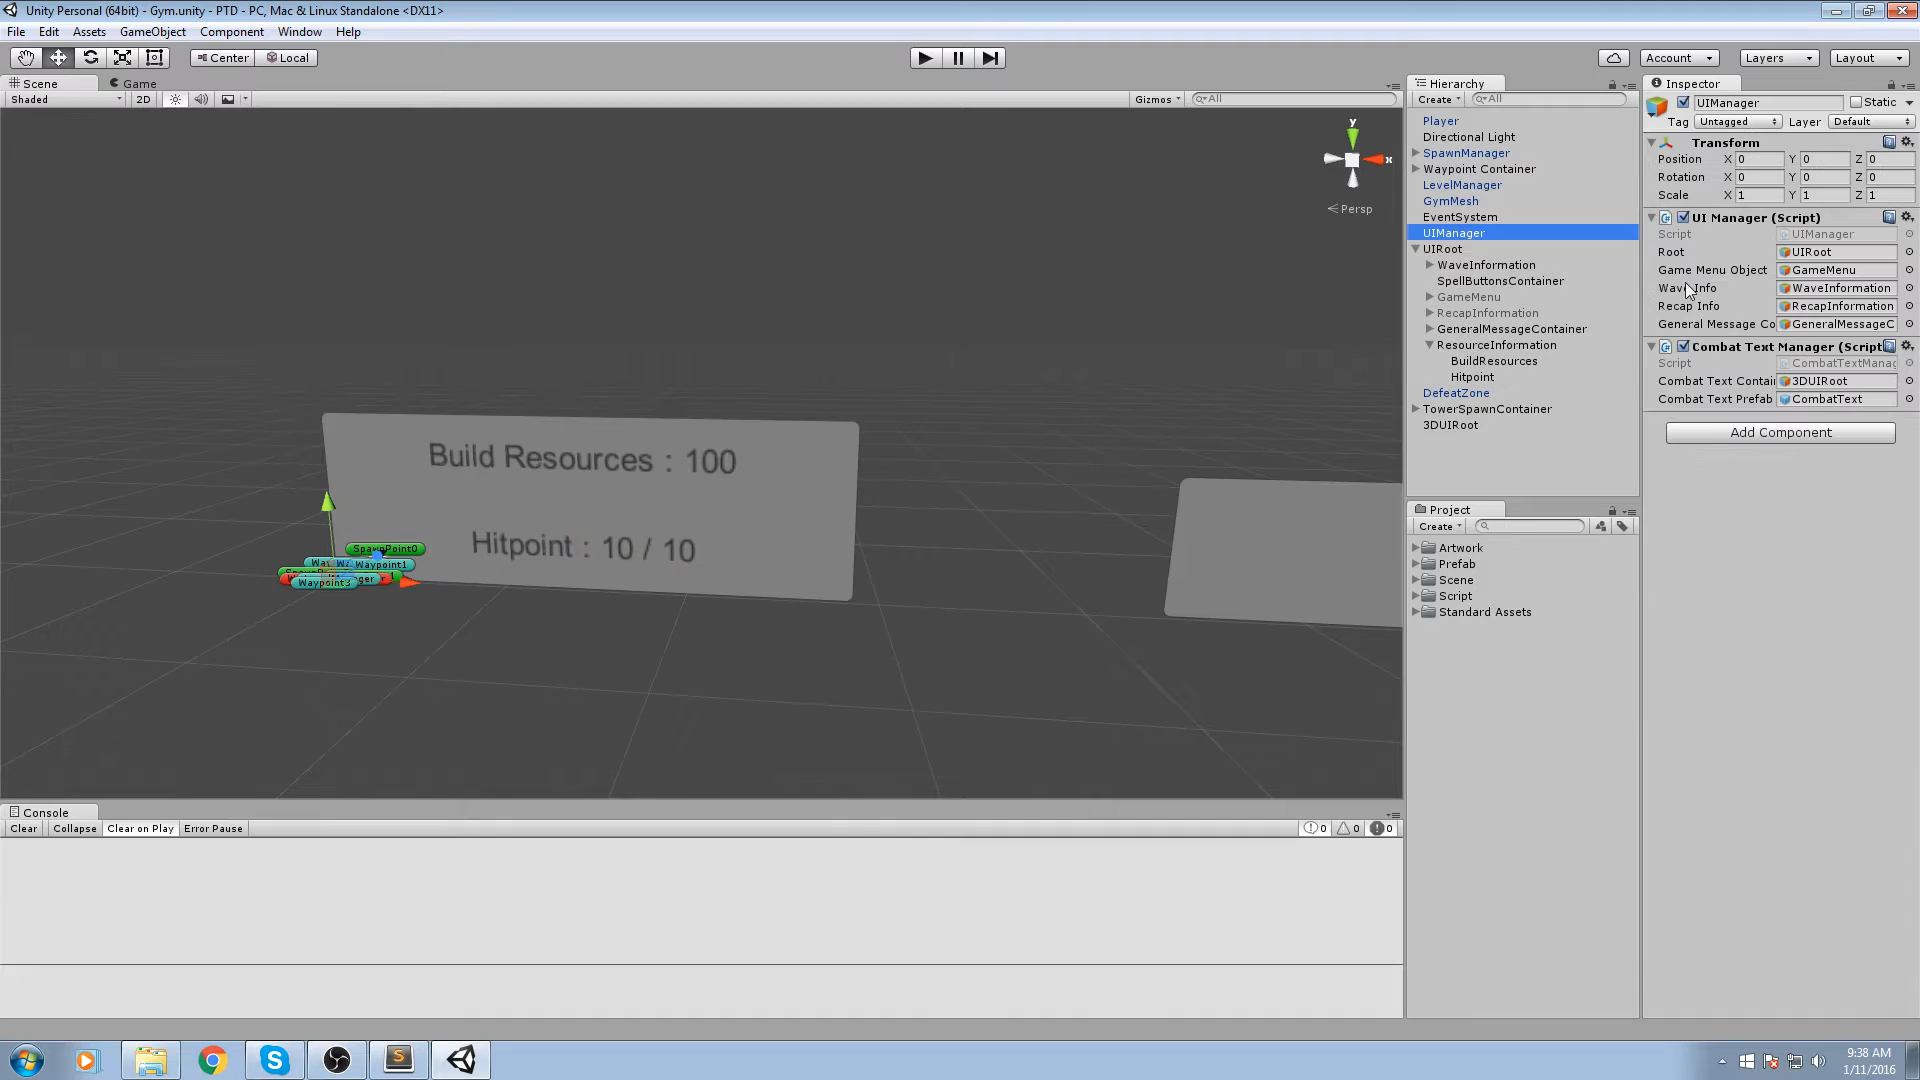 Unity Personal (64bit) - Gym.unity - PTD - PC, Mac & Linux Standalone <DX11>
File Edit Assets GameObject Component Window Help
Center Local Account Layers Layout
Scene Game
Shaded 2D Gizmos All
y
x
Persp
Build Resources : 100
Hitpoint : 10 / 10
SpawnPoint0
Waypoint1
Waypoint3
Hierarchy
Create All
Player
Directional Light
SpawnManager
Waypoint Container
LevelManager
GymMesh
EventSystem
UIManager
UIRoot
WaveInformation
SpellButtonsContainer
GameMenu
RecapInformation
GeneralMessageContainer
ResourceInformation
BuildResources
Hitpoint
DefeatZone
TowerSpawnContainer
3DUIRoot
Project
Create
Artwork
Prefab
Scene
Script
Standard Assets
Inspector
UIManager Static
Tag Untagged Layer Default
Transform
Position X 0 Y 0 Z 0
Rotation X 0 Y 0 Z 0
Scale X 1 Y 1 Z 1
UI Manager (Script)
Script UIManager
Root UIRoot
Game Menu Object GameMenu
Wave Info WaveInformation
Recap Info RecapInformation
General Message Co GeneralMessageC
Combat Text Manager (Script
Script CombatTextManag
Combat Text Contai 3DUIRoot
Combat Text Prefab CombatText
Add Component
Console
Clear Collapse Clear on Play Error Pause 0 0 0
9:38 AM
1/11/2016